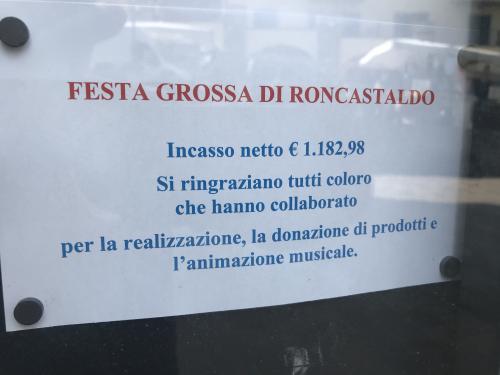 FESTA GROSSA DI RONCASTALDO
Incasso netto € 1.182,98
Si ringraziano tutti coloro
che hanno collaborato
per la realizzazione, la donazione di prodotti e
l'animazione musicale.